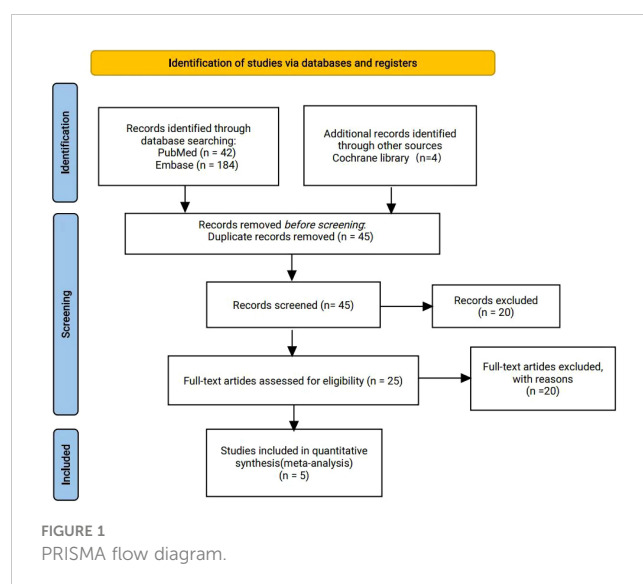 Identification of studies via databases and registers
Identification
Records identified through
database searching:
PubMed (n = 42)
Embase (n = 184)
Additional records identified
through other sources
Cochrane library (n=4)
Screening
Records removed before screening:
Duplicate records removed (n = 45)
Records screened (n= 45)
Records excluded
(n = 20)
Full-text artides assessed for eligibility (n = 25)
Full-text artides excluded,
with reasons
(n =20)
Included
Studies included in quantitative
synthesis(meta-analysis)
(n = 5)
FIGURE 1
PRISMA flow diagram.